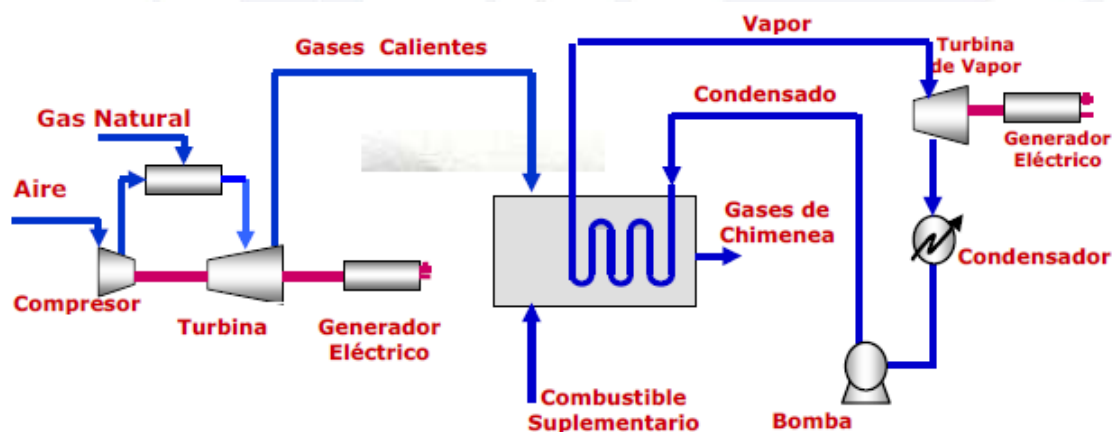 Vapor
Turbina
de Vapor
Gases Calientes
Condensado
Gas Natural
Generador
Eléctrico
Aire
Gases de
Chimenea
Condensador
Compresor
Turbina
Generador
Eléctrico
Combustible
Suplementario
Bomba